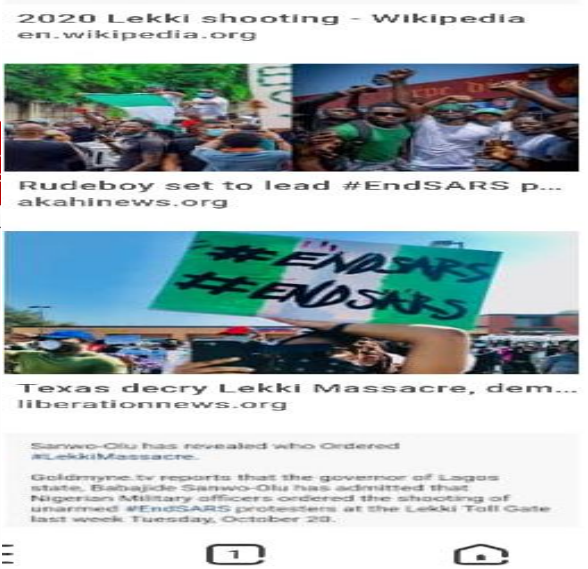 2020 Lekki shooting - Wikipedia
en.wikipedia.org
Rudeboy set to lead #EndSARS p...
akahinews.org
#ENDSARS
#ENDSARS
Texas decry Lekki Massacre, dem...
liberationnews.org
Sanwo-Olu has revealed who Ordered
#LekkiMassacre.
Goldmyne.tv reports that the governor of Lagos
state, Babajide Sanwo-Olu has admitted that
Nigerian Military officers ordered the shooting of
unarmed #EndSARS protesters at the Lekki Toll Gate
last week Tuesday, October 20.
1